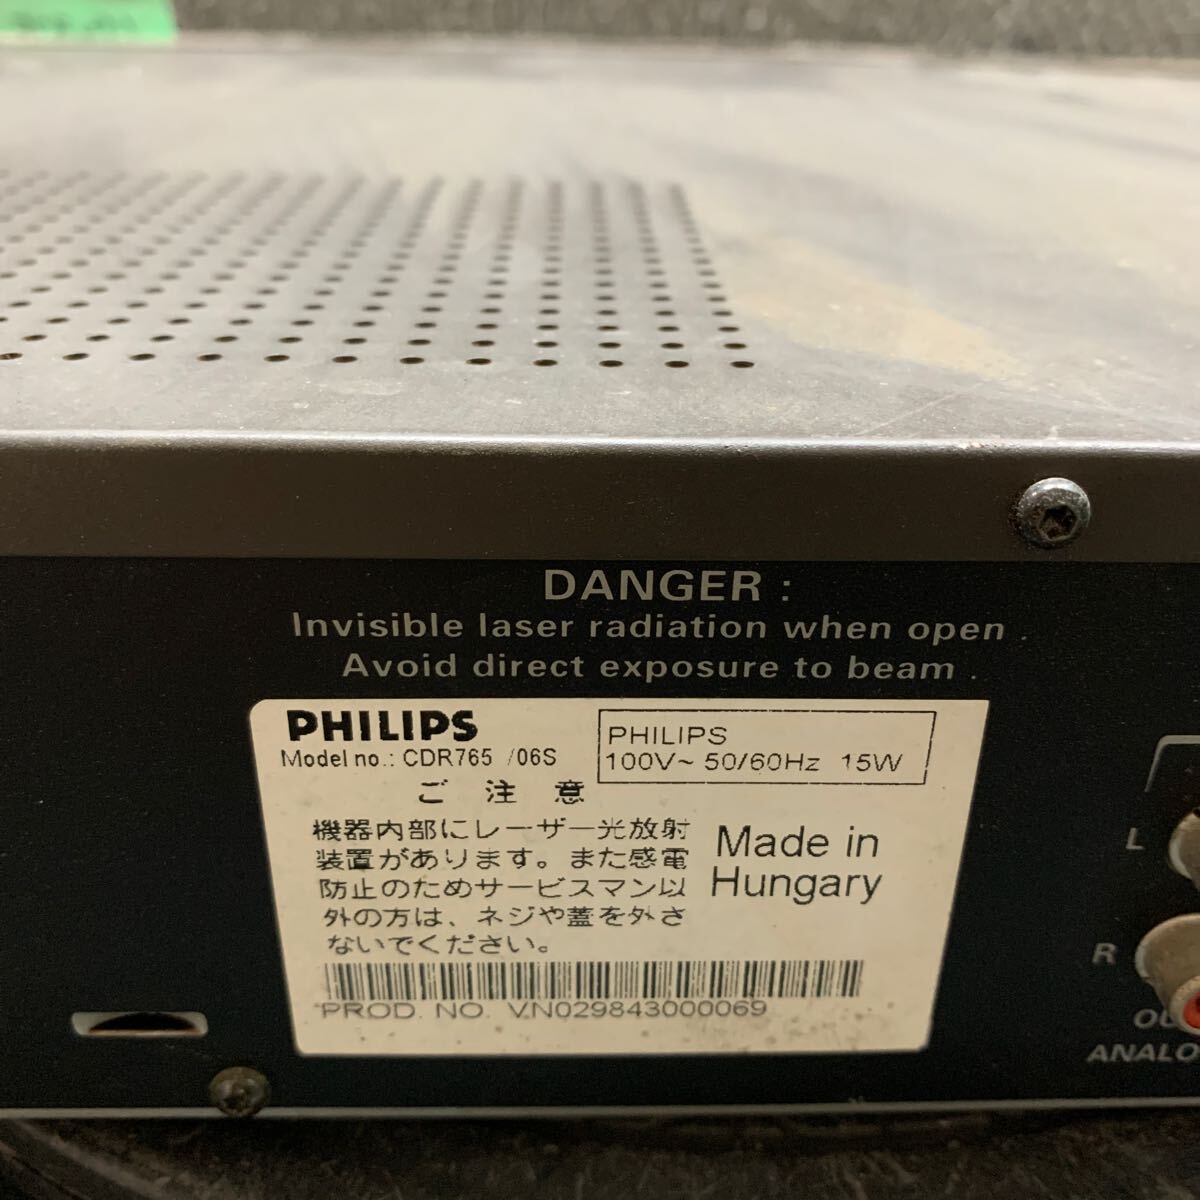 DANGER :
Invisible laser radiation when open .
Avoid direct exposure to beam .
PHILIPS
Model no.: CDR765 /06S
PHILIPS
100V~ 50/60Hz 15W
ご 注 意
機器内部にレーザー光放射
装置があります。また感電
防止のためサービスマン以
外の方は、ネジや蓋を外さ
ないでください。
Made in
Hungary
PROD. NO. VN029843000069
L
R